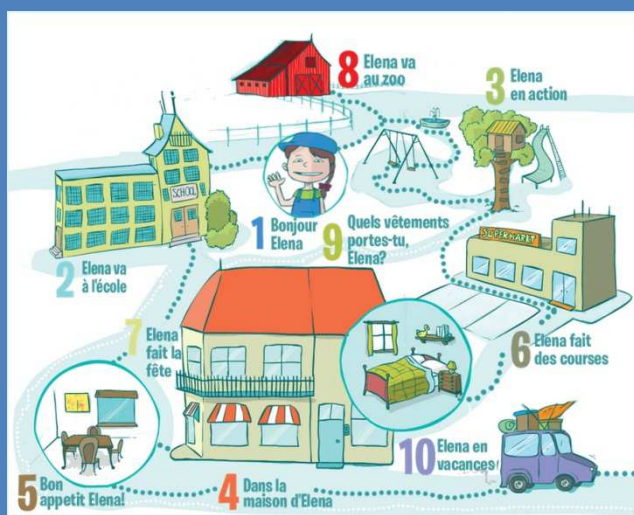 8 Elena va
au zoo
3 Elena
en action
SCHOOL
1 Bonjour
Elena
9 Quels vêtements
portes-tu,
Elena?
SUPERMARKT
2 Elena va
à l'école
7 Elena
fait la
fête
6 Elena fait
des courses
10 Elena en
vacances
5 Bon
appetit Elena!
4 Dans la
maison d'Elena